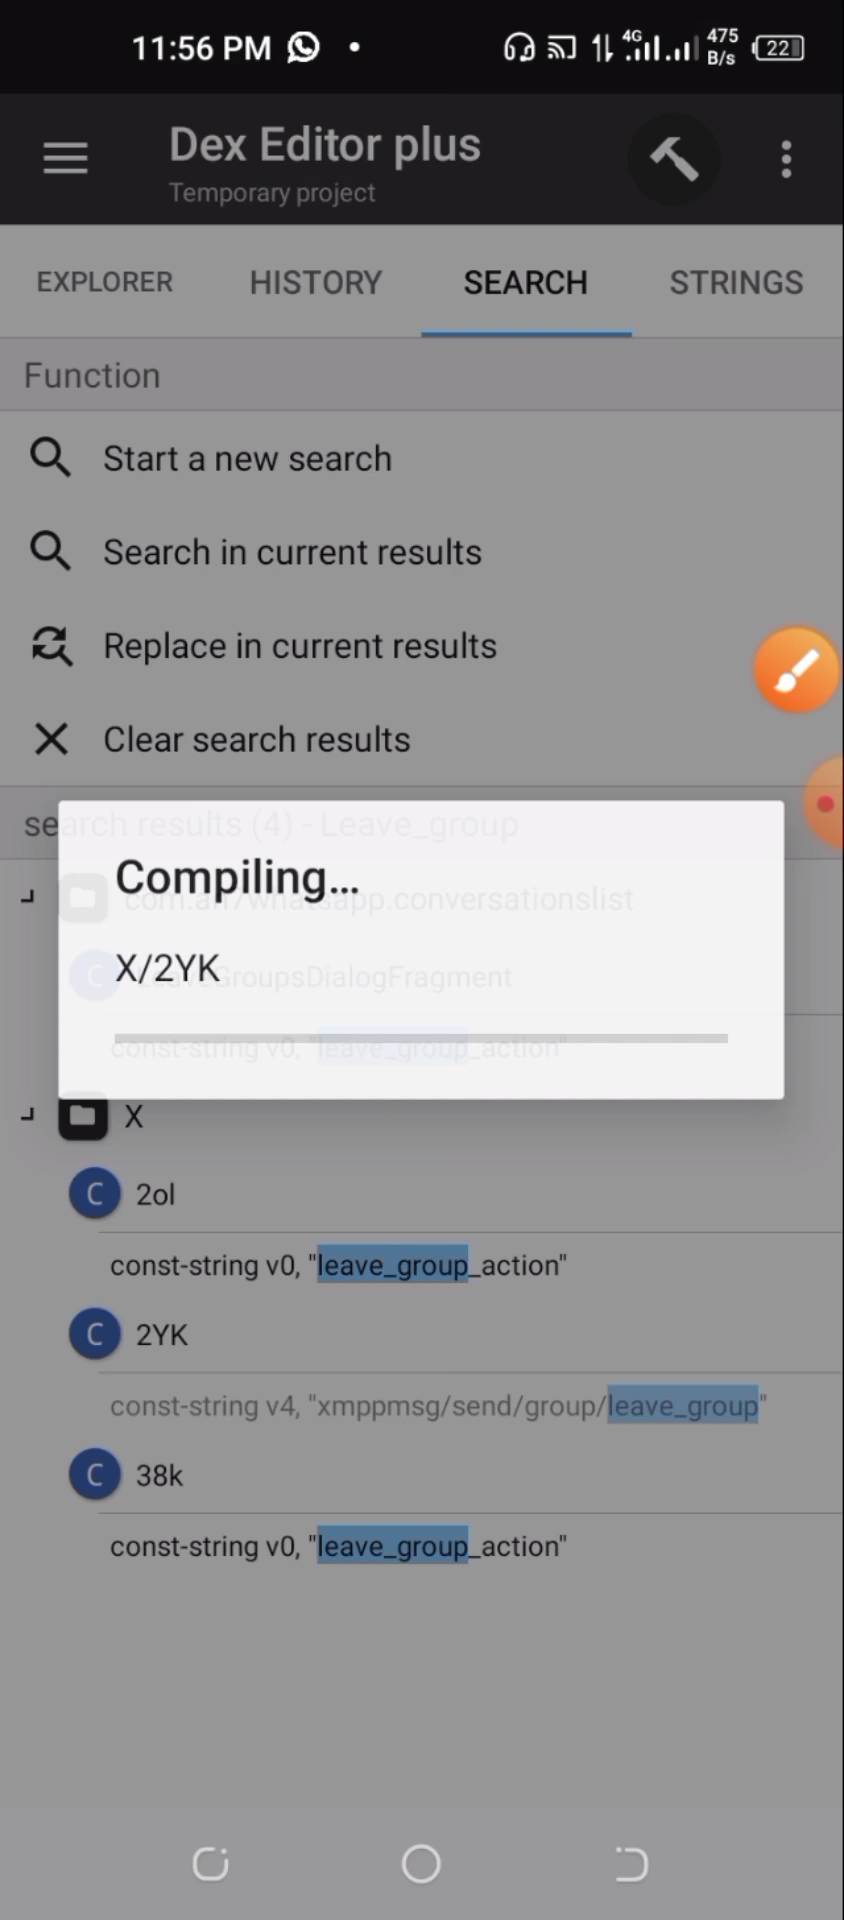 11:56 PM
4G
475 B/s
22
Dex Editor plus
Temporary project
EXPLORER HISTORY SEARCH STRINGS
Function
Start a new search
Search in current results
Replace in current results
Clear search results
search results (4) - Leave_group
Compiling...
com.an7whatsapp.conversationslist
X/2YK
C LeaveGroupsDialogFragment
const-string v0, "leave_group_action"
X
C 2ol
const-string v0, "leave_group_action"
C 2YK
const-string v4, "xmppmsg/send/group/leave_group"
C 38k
const-string v0, "leave_group_action"